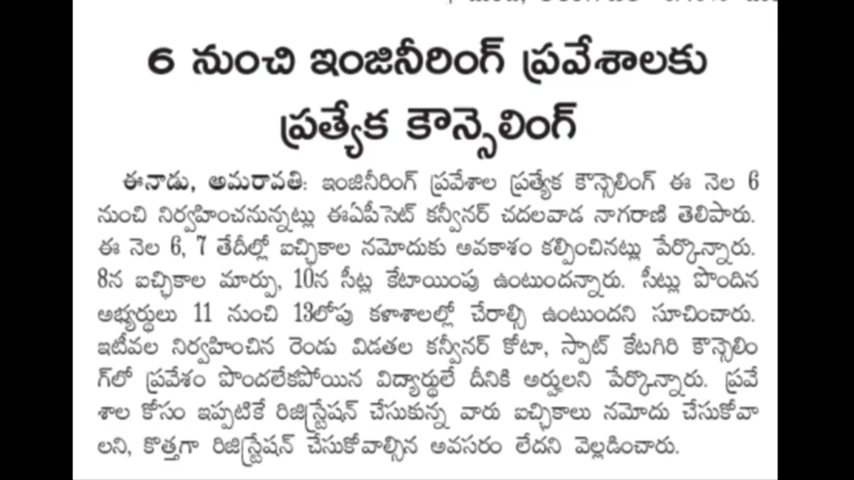 6 నుంచి ఇంజినీరింగ్ ప్రవేశాలకు
ప్రత్యేక కౌన్సెలింగ్
ఈనాడు, అమరావతి: ఇంజినీరింగ్ ప్రవేశాల ప్రత్యేక కౌన్సెలింగ్ ఈ నెల 6
నుంచి నిర్వహించనున్నట్లు ఈఏపీసెట్ కన్వీనర్ చదలవాడ నాగరాణి తెలిపారు.
ఈ నెల 6, 7 తేదీల్లో ఐచ్ఛికాల నమోదుకు అవకాశం కల్పించినట్లు పేర్కొన్నారు.
8న ఐచ్ఛికాల మార్పు, 10న సీట్ల కేటాయింపు ఉంటుందన్నారు. సీట్లు పొందిన
అభ్యర్థులు 11 నుంచి 13లోపు కళాశాలల్లో చేరాల్సి ఉంటుందని సూచించారు.
ఇటీవల నిర్వహించిన రెండు విడతల కన్వీనర్ కోటా, స్పాట్ కేటగిరి కౌన్సెలిం
గ్‌లో ప్రవేశం పొందలేకపోయిన విద్యార్థులే దీనికి అర్హులని పేర్కొన్నారు. ప్రవే
శాల కోసం ఇప్పటికే రిజిస్ట్రేషన్ చేసుకున్న వారు ఐచ్ఛికాలు నమోదు చేసుకోవా
లని, కొత్తగా రిజిస్ట్రేషన్ చేసుకోవాల్సిన అవసరం లేదని వెల్లడించారు.